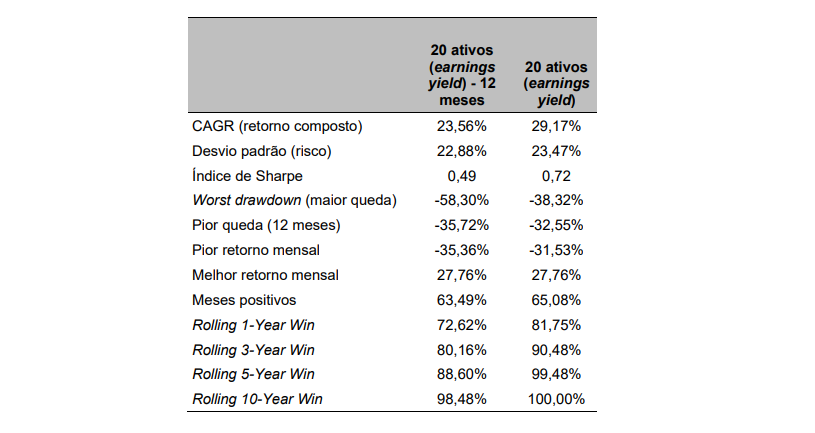 20 ativos
(earnings
yield) - 12
meses
20 ativos
(earnings
yield)
CAGR (retorno composto) 23,56% 29,17%
Desvio padrão (risco) 22,88% 23,47%
Índice de Sharpe 0,49 0,72
Worst drawdown (maior queda) -58,30% -38,32%
Pior queda (12 meses) -35,72% -32,55%
Pior retorno mensal -35,36% -31,53%
Melhor retorno mensal 27,76% 27,76%
Meses positivos 63,49% 65,08%
Rolling 1-Year Win 72,62% 81,75%
Rolling 3-Year Win 80,16% 90,48%
Rolling 5-Year Win 88,60% 99,48%
Rolling 10-Year Win 98,48% 100,00%